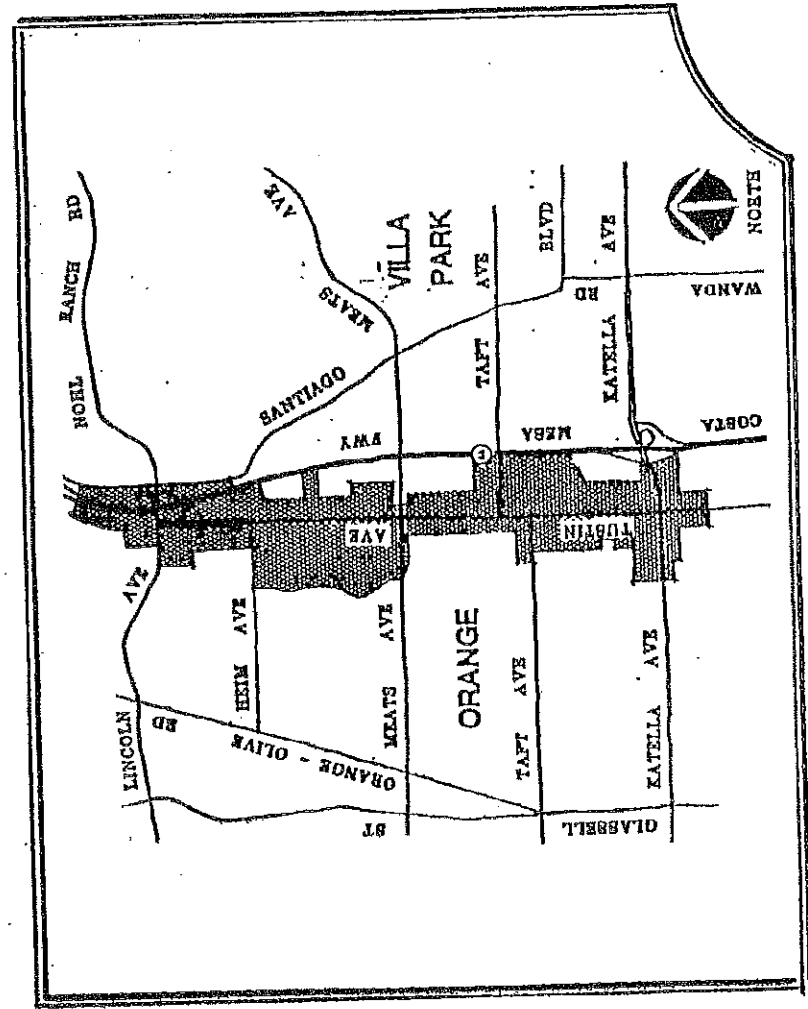 NOHL RANCH RD
MEATS AVE
VILLA
PARK
TAFT AVE
BLVD
KATELLA AVE
NORTH
SANTIAGO
RD
WANDA
COSTA MESA FWY
TUSTIN AVE
LINCOLN AVE
HEIM AVE
MEATS AVE
ORANGE
TAFT AVE
KATELLA AVE
ORANGE - OLIVE RD
GLASSELL ST